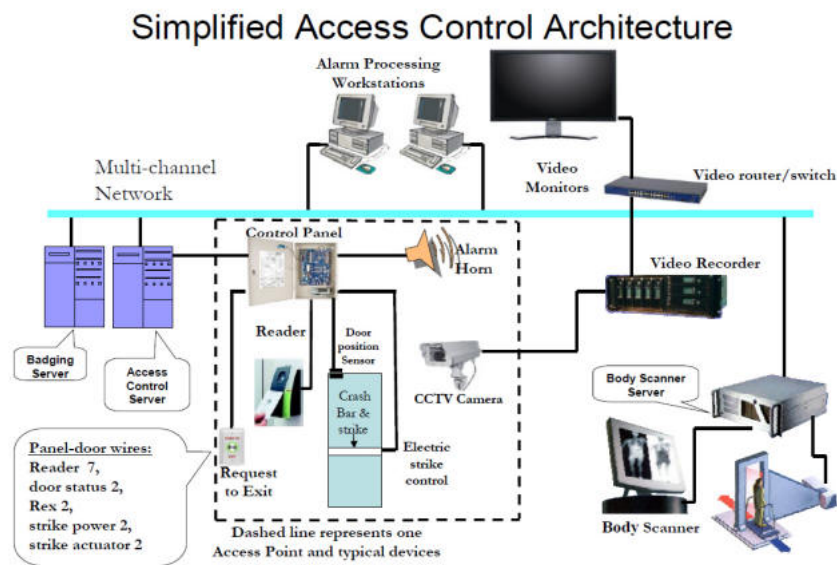 Simplified Access Control Architecture
Alarm Processing
Workstations
Multi-channel
Network
Video
Monitors
Video router/switch
Control Panel
Alarm
Horn
Video Recorder
Reader
Door
position
Sensor
Badging
Server
Access
Control
Server
CCTV Camera
Body Scanner
Server
Crash
Bar &
strike
Panel-door wires:
Reader 7,
door status 2,
Rex 2,
strike power 2,
strike actuator 2
Request
to Exit
Electric
strike
control
Body Scanner
Dashed line represents one
Access Point and typical devices